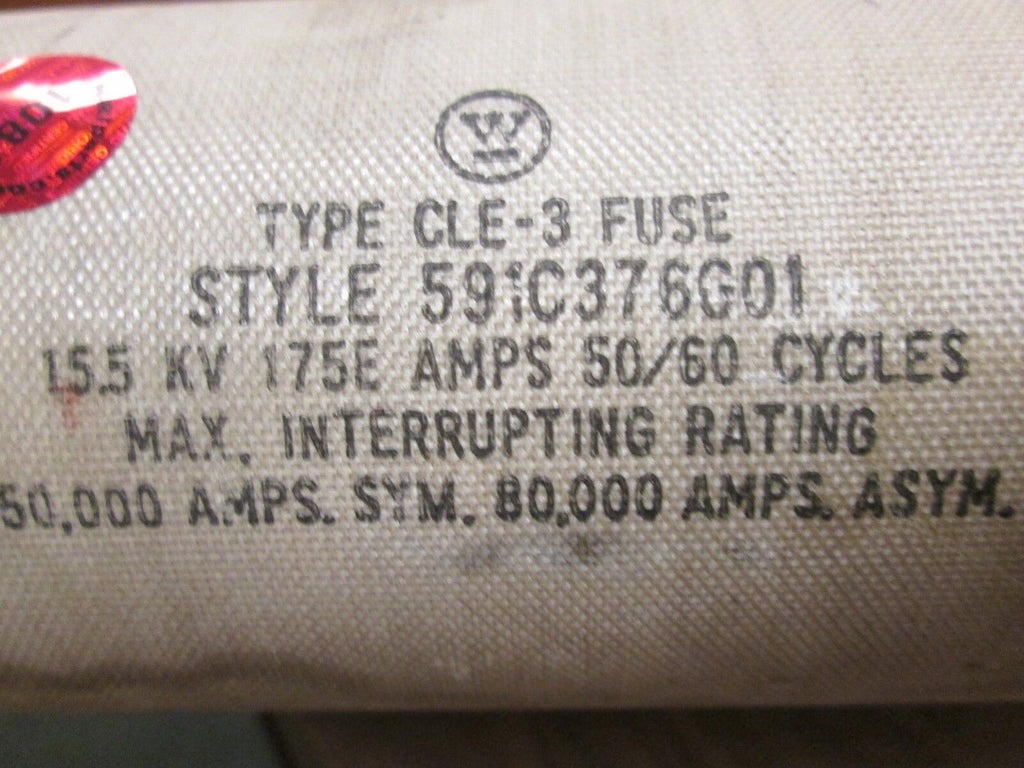 W
TYPE CLE-3 FUSE
STYLE 591C376G01
15.5 KV 175E AMPS 50/60 CYCLES
MAX. INTERRUPTING RATING
50,000 AMPS. SYM. 80,000 AMPS. ASYM.